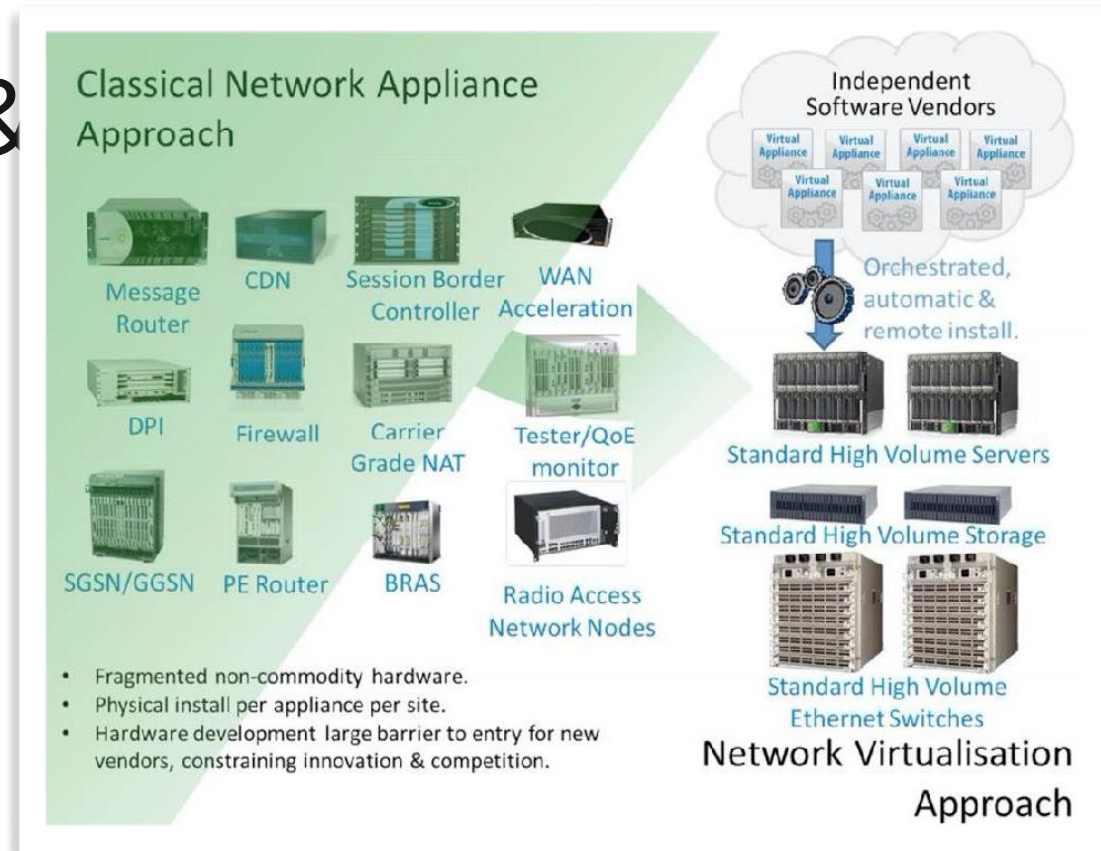 &
Classical Network Appliance
Approach
Message
Router
CDN
Session Border
Controller
WAN
Acceleration
DPI
Firewall
Carrier
Grade NAT
Tester/QoE
monitor
SGSN/GGSN
PE Router
BRAS
Radio Access
Network Nodes
• Fragmented non-commodity hardware.
• Physical install per appliance per site.
• Hardware development large barrier to entry for new
vendors, constraining innovation & competition.
Independent
Software Vendors
Virtual
Appliance
Virtual
Appliance
Virtual
Appliance
Virtual
Appliance
Virtual
Appliance
Virtual
Appliance
Virtual
Appliance
Orchestrated,
automatic &
remote install.
Standard High Volume Servers
Standard High Volume Storage
Standard High Volume
Ethernet Switches
Network Virtualisation
Approach